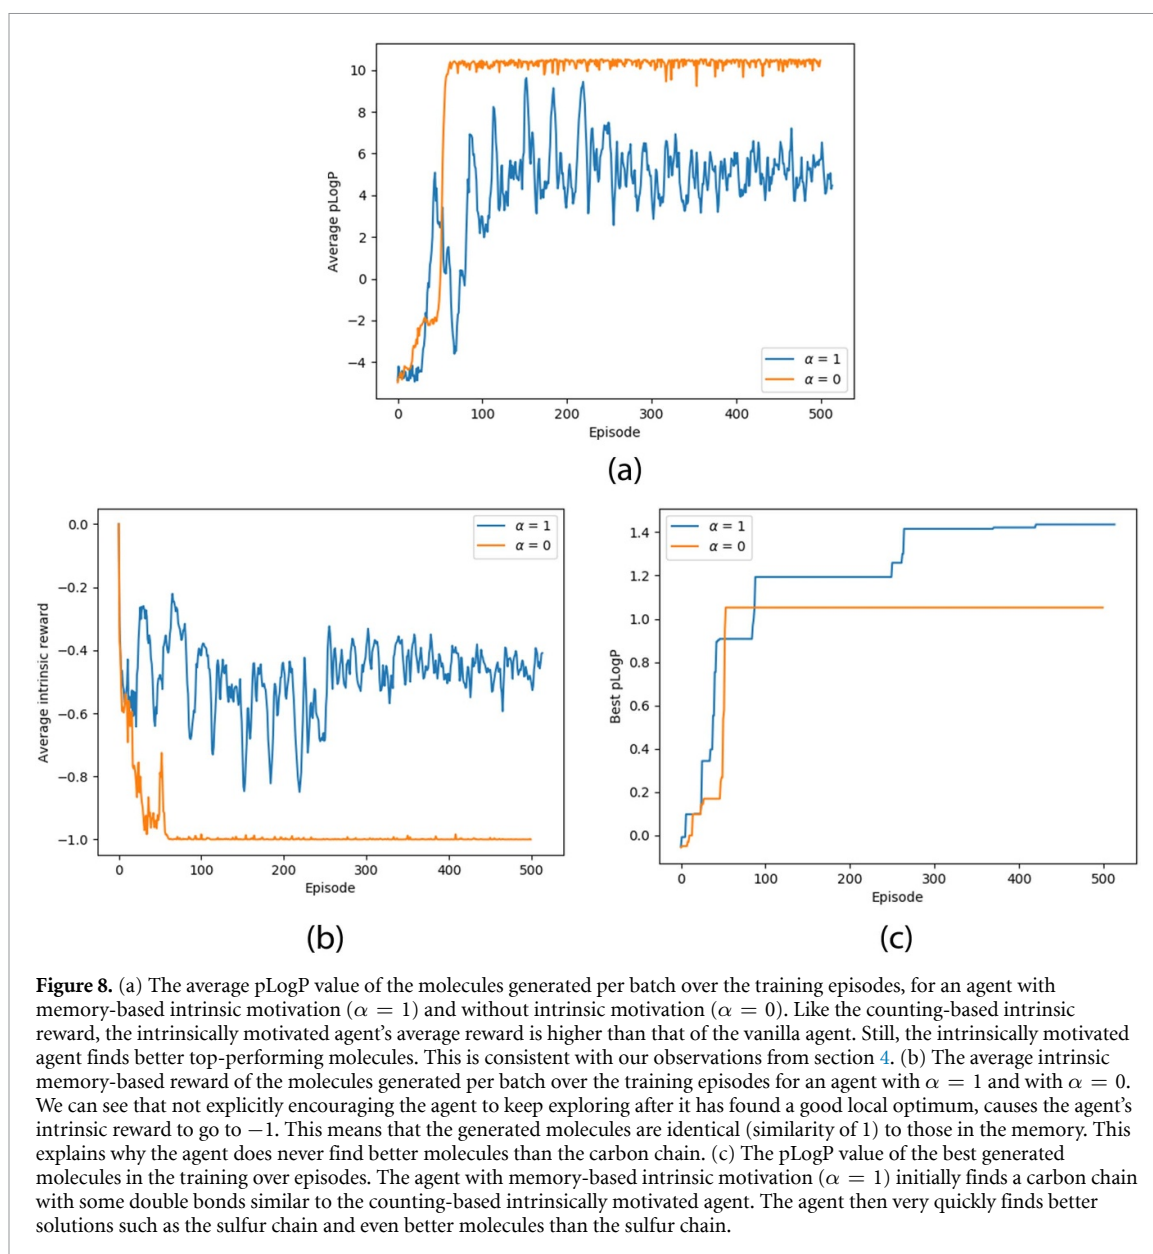 10
8
6
4
2
0
−2
−4
Average pLogP
α = 1
α = 0
0 100 200 300 400 500
Episode
(a)
0.0
−0.2
−0.4
−0.6
−0.8
−1.0
Average intrinsic reward
α = 1
α = 0
0 100 200 300 400 500
Episode
(b)
1.4
1.2
1.0
0.8
0.6
0.4
0.2
0.0
Best pLogP
α = 1
α = 0
0 100 200 300 400 500
Episode
(c)
Figure 8. (a) The average pLogP value of the molecules generated per batch over the training episodes, for an agent with
memory-based intrinsic motivation (α = 1) and without intrinsic motivation (α = 0). Like the counting-based intrinsic
reward, the intrinsically motivated agent's average reward is higher than that of the vanilla agent. Still, the intrinsically motivated
agent finds better top-performing molecules. This is consistent with our observations from section 4. (b) The average intrinsic
memory-based reward of the molecules generated per batch over the training episodes for an agent with α = 1 and with α = 0.
We can see that not explicitly encouraging the agent to keep exploring after it has found a good local optimum, causes the agent's
intrinsic reward to go to −1. This means that the generated molecules are identical (similarity of 1) to those in the memory. This
explains why the agent does never find better molecules than the carbon chain. (c) The pLogP value of the best generated
molecules in the training over episodes. The agent with memory-based intrinsic motivation (α = 1) initially finds a carbon chain
with some double bonds similar to the counting-based intrinsically motivated agent. The agent then very quickly finds better
solutions such as the sulfur chain and even better molecules than the sulfur chain.